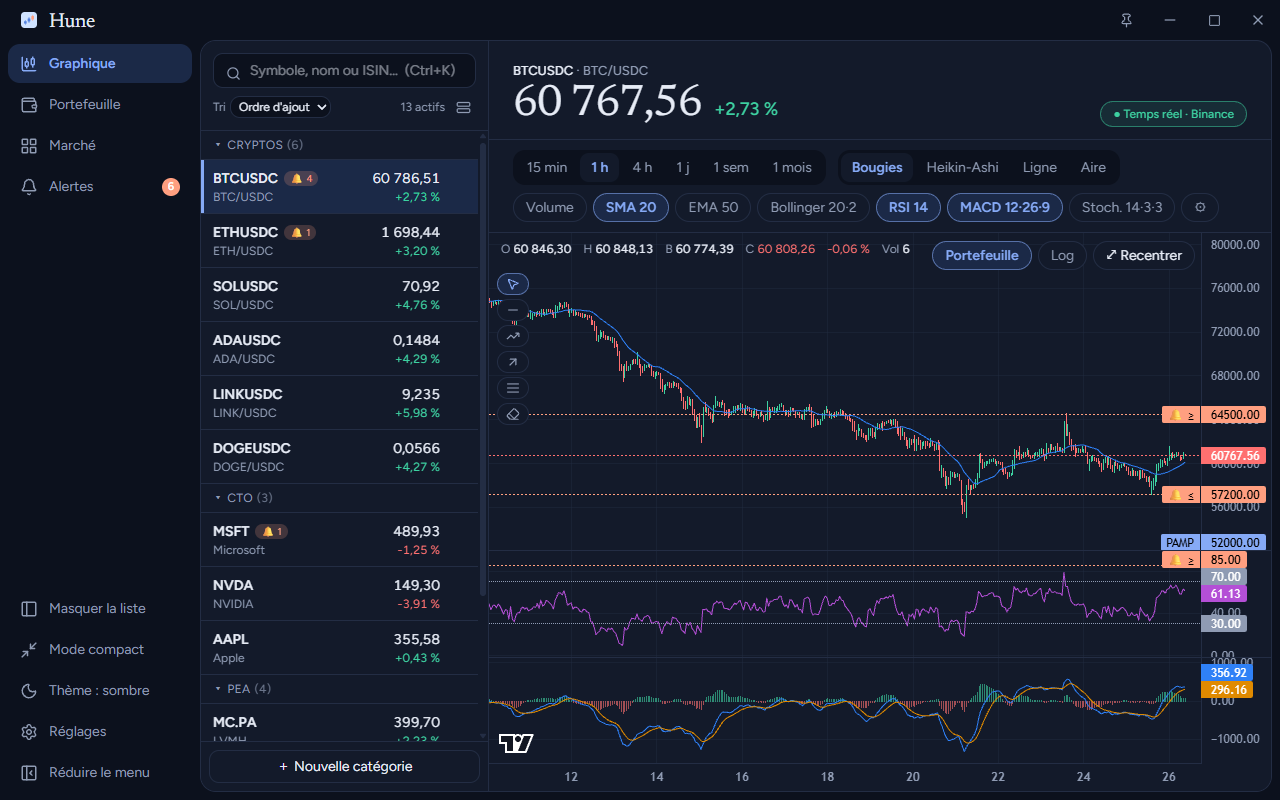 Hune
Graphique
Portefeuille
Marché
Alertes 6
Masquer la liste
Mode compact
Thème : sombre
Réglages
Réduire le menu
Symbole, nom ou ISIN... (Ctrl+K)
Tri Ordre d'ajout 13 actifs
CRYPTOS (6)
BTCUSDC 4 60 786,51
BTC/USDC +2,73 %
ETHUSDC 1 1 698,44
ETH/USDC +3,20 %
SOLUSDC 70,92
SOL/USDC +4,76 %
ADAUSDC 0,1484
ADA/USDC +4,29 %
LINKUSDC 9,235
LINK/USDC +5,98 %
DOGEUSDC 0,0566
DOGE/USDC +4,27 %
CTO (3)
MSFT 1 489,93
Microsoft -1,25 %
NVDA 149,30
NVIDIA -3,91 %
AAPL 355,58
Apple +0,43 %
PEA (4)
MC.PA 399,70
LVMH +2,23 %
+ Nouvelle catégorie
BTCUSDC · BTC/USDC
60 767,56 +2,73 %
● Temps réel · Binance
15 min 1 h 4 h 1 j 1 sem 1 mois Bougies Heikin-Ashi Ligne Aire
Volume SMA 20 EMA 50 Bollinger 20·2 RSI 14 MACD 12·26·9 Stoch. 14·3·3
O 60 846,30 H 60 848,13 B 60 774,39 C 60 808,26 -0,06 % Vol 6
Portefeuille Log Recentrer
80000.00
76000.00
72000.00
68000.00
≥ 64500.00
60767.56
60000.00
≤ 57200.00
56000.00
PAMP 52000.00
≥ 85.00
70.00
61.13
40.00
30.00
0.00
1000.00
356.92
296.16
0.00
−1000.00
12 14 16 18 20 22 24 26